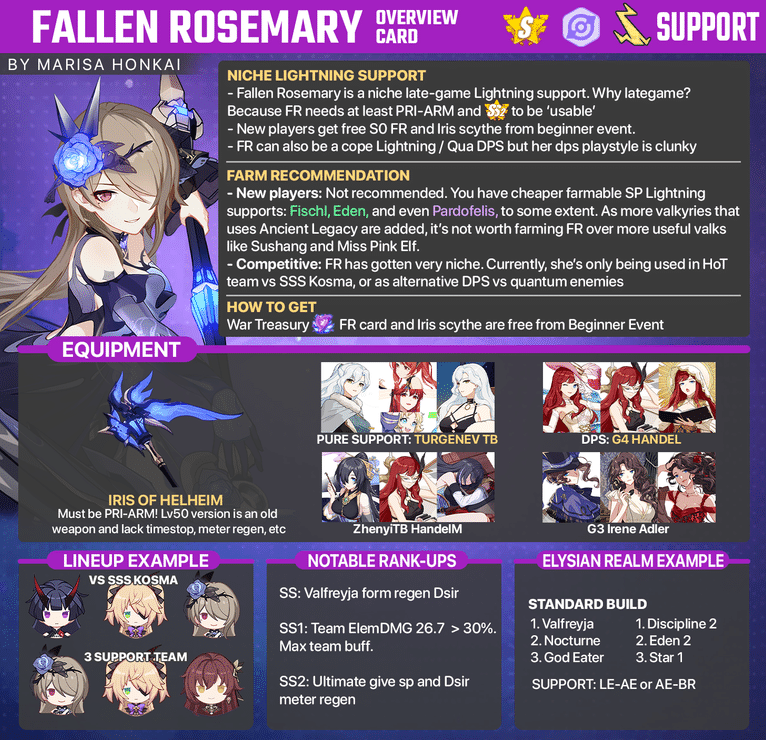 FALLEN ROSEMARY
OVERVIEW
CARD
S
SUPPORT
BY MARISA HONKAI
NICHE LIGHTNING SUPPORT
- Fallen Rosemary is a niche late-game Lightning support. Why lategame?
Because FR needs at least PRI-ARM and SS2 to be ‘usable’
- New players get free S0 FR and Iris scythe from beginner event.
- FR can also be a cope Lightning / Qua DPS but her dps playstyle is clunky
FARM RECOMMENDATION
- New players: Not recommended. You have cheaper farmable SP Lightning
supports: Fischl, Eden, and even Pardofelis, to some extent. As more valkyries that
uses Ancient Legacy are added, it’s not worth farming FR over more useful valks
like Sushang and Miss Pink Elf.
- Competitive: FR has gotten very niche. Currently, she’s only being used in HoT
team vs SSS Kosma, or as alternative DPS vs quantum enemies
HOW TO GET
War Treasury FR card and Iris scythe are free from Beginner Event
EQUIPMENT
IRIS OF HELHEIM
Must be PRI-ARM! Lv50 version is an old
weapon and lack timestop, meter regen, etc
PURE SUPPORT: TURGENEV TB
DPS: G4 HANDEL
ZhenyiTB HandelM
G3 Irene Adler
LINEUP EXAMPLE
VS SSS KOSMA
3 SUPPORT TEAM
NOTABLE RANK-UPS
SS: Valfreyja form regen Dsir
SS1: Team ElemDMG 26.7 > 30%.
Max team buff.
SS2: Ultimate give sp and Dsir
meter regen
ELYSIAN REALM EXAMPLE
STANDARD BUILD
1. Valfreyja
2. Nocturne
3. God Eater
1. Discipline 2
2. Eden 2
3. Star 1
SUPPORT: LE-AE or AE-BR